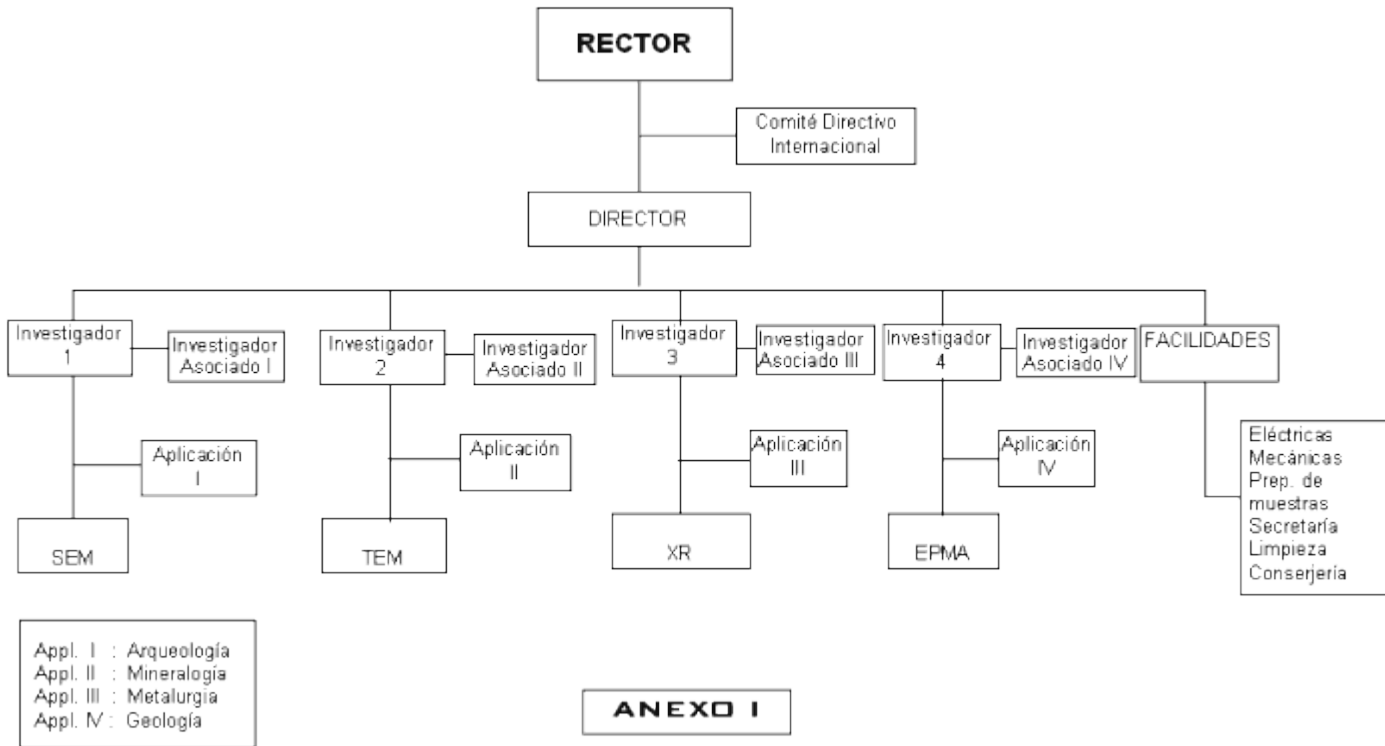 RECTOR
Comité Directivo
Internacional
DIRECTOR
Investigador
1
Investigador
Asociado I
Investigador
2
Investigador
Asociado II
Investigador
3
Investigador
Asociado III
Investigador
4
Investigador
Asociado IV
FACILIDADES
Aplicación
I
Aplicación
II
Aplicación
III
Aplicación
IV
Eléctricas
Mecánicas
Prep. de
muestras
Secretaría
Limpieza
Conserjería
SEM
TEM
XR
EPMA
Appl. I : Arqueología
Appl. II : Mineralogía
Appl. III : Metalurgia
Appl. IV : Geología
ANEXO I